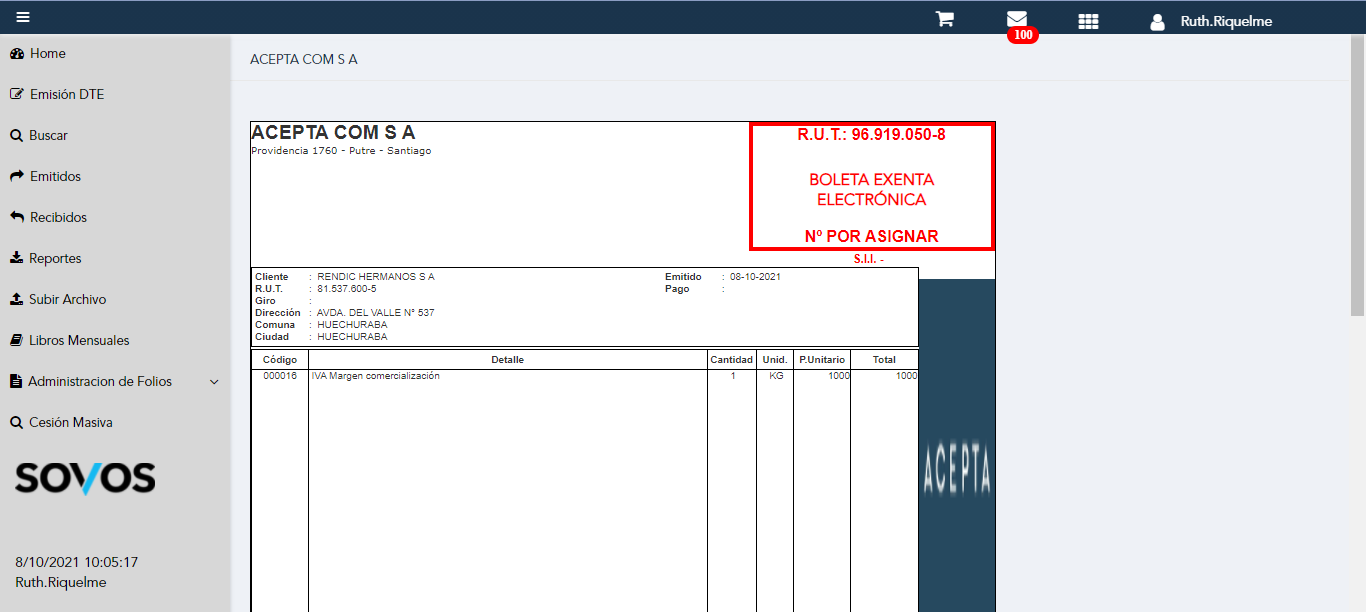 100
Ruth.Riquelme
Home
Emisión DTE
Buscar
Emitidos
Recibidos
Reportes
Subir Archivo
Libros Mensuales
Administracion de Folios
Cesión Masiva
SOVOS
8/10/2021 10:05:17
Ruth.Riquelme
ACEPTA COM S A
ACEPTA COM S A
Providencia 1760 - Putre - Santiago
R.U.T.: 96.919.050-8
BOLETA EXENTA
ELECTRÓNICA
Nº POR ASIGNAR
S.I.I. -
Cliente : RENDIC HERMANOS S A Emitido : 08-10-2021
R.U.T. : 81.537.600-5 Pago :
Giro :
Dirección : AVDA. DEL VALLE N° 537
Comuna : HUECHURABA
Ciudad : HUECHURABA
Código Detalle Cantidad Unid. P.Unitario Total
000016 IVA Margen comercialización 1 KG 1000 1000
ACEPTA